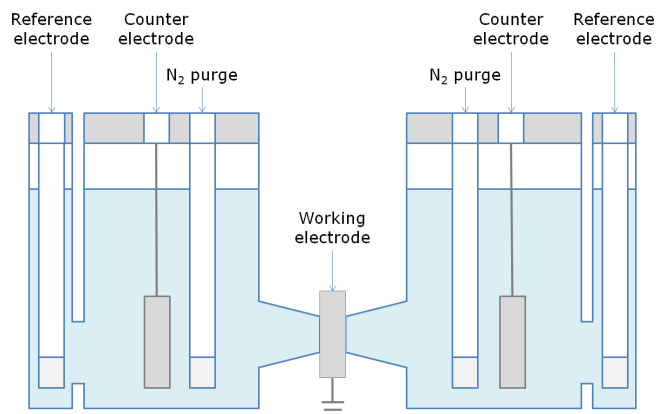 Reference
electrode
Counter
electrode
N₂ purge
Working
electrode
N₂ purge
Counter
electrode
Reference
electrode